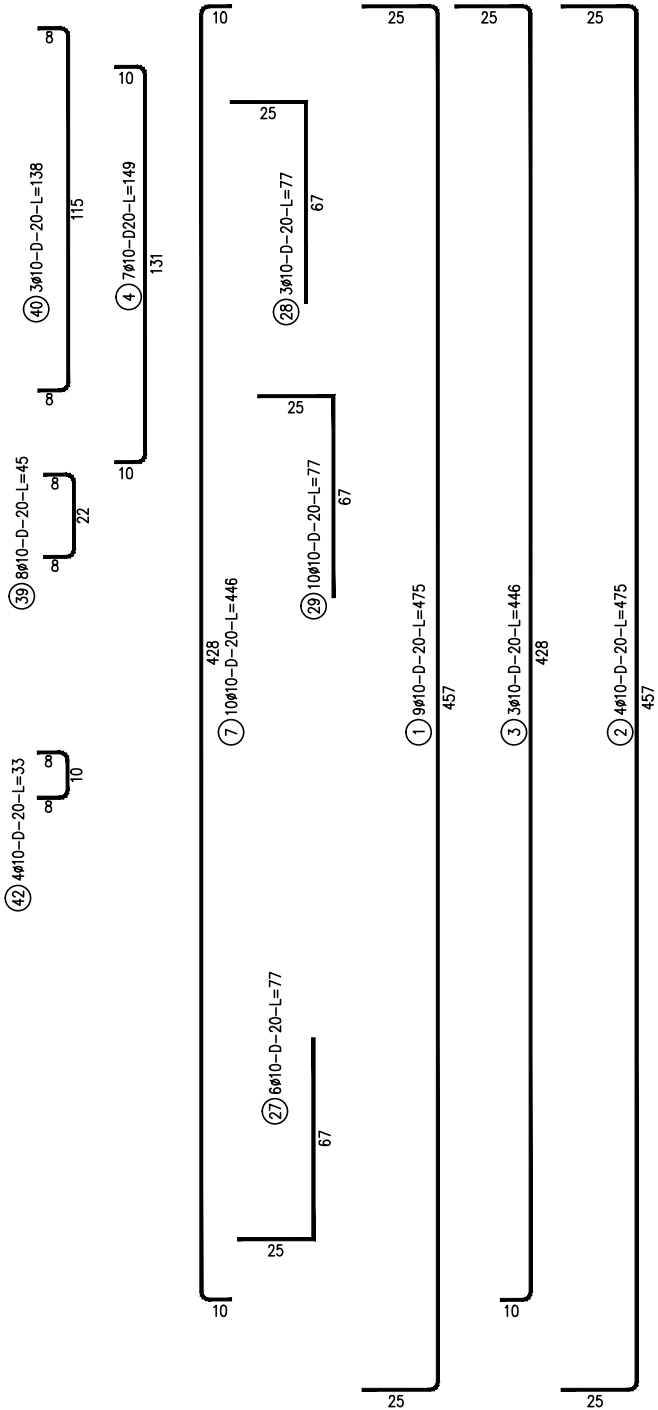 8
40 3ø10-D-20-L=138
115
8
10
4 7ø10-D20-L=149
131
10
39 8ø10-D-20-L=45
8
22
8
42 4ø10-D-20-L=33
8
10
8
10
428
7 10ø10-D-20-L=446
10
25
28 3ø10-D-20-L=77
67
25
29 10ø10-D-20-L=77
67
27 6ø10-D-20-L=77
67
25
25
1 9ø10-D-20-L=475
457
25
25
3 3ø10-D-20-L=446
428
10
25
2 4ø10-D-20-L=475
457
25